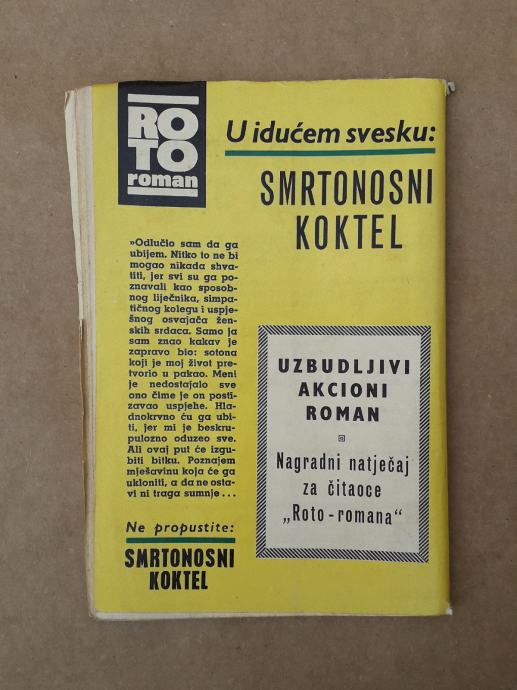 RO
TO
roman
U idućem svesku:
SMRTONOSNI
KOKTEL
»Odlučio sam da ga
ubijem. Nitko to ne bi
mogao nikada shva-
titi, jer svi su ga po-
znavali kao sposob-
nog liječnika, simpa-
tičnog kolegu i uspje-
šnog osvajača žen-
skih srdaca. Samo ja
sam znao kakav je
zapravo bio: sotona
koji je moj život pre-
tvorio u pakao. Meni
je nedostajalo sve
ono čime je on posti-
zavao uspjehe. Hla-
dnokrvno ću ga ubi-
ti, jer mi je beskru-
pulozno oduzeo sve.
Ali ovaj put će izgu-
biti bitku. Poznajem
mješavinu koja će ga
ukloniti, a da ne osta-
vi ni traga sumnje...
Ne propustite:
SMRTONOSNI
KOKTEL
UZBUDLJIVI
AKCIONI
ROMAN
Nagradni natječaj
za čitaoce
„Roto-romana“